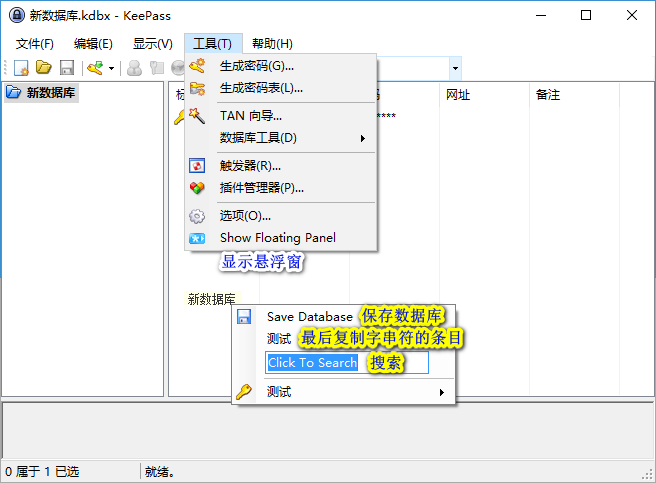 新数据库.kdbx - KeePass
文件(F) 编辑(E) 显示(V) 工具(T) 帮助(H)
生成密码(G)...
新数据库
网址 备注
生成密码表(L)...
****
TAN 向导...
数据库工具(D)
触发器(R)...
插件管理器(P)...
选项(O)...
Show Floating Panel
显示悬浮窗
新数据库
Save Database 保存数据库
测试 最后复制字串符的条目
Click To Search 搜索
测试
0 属于 1 已选 就绪。